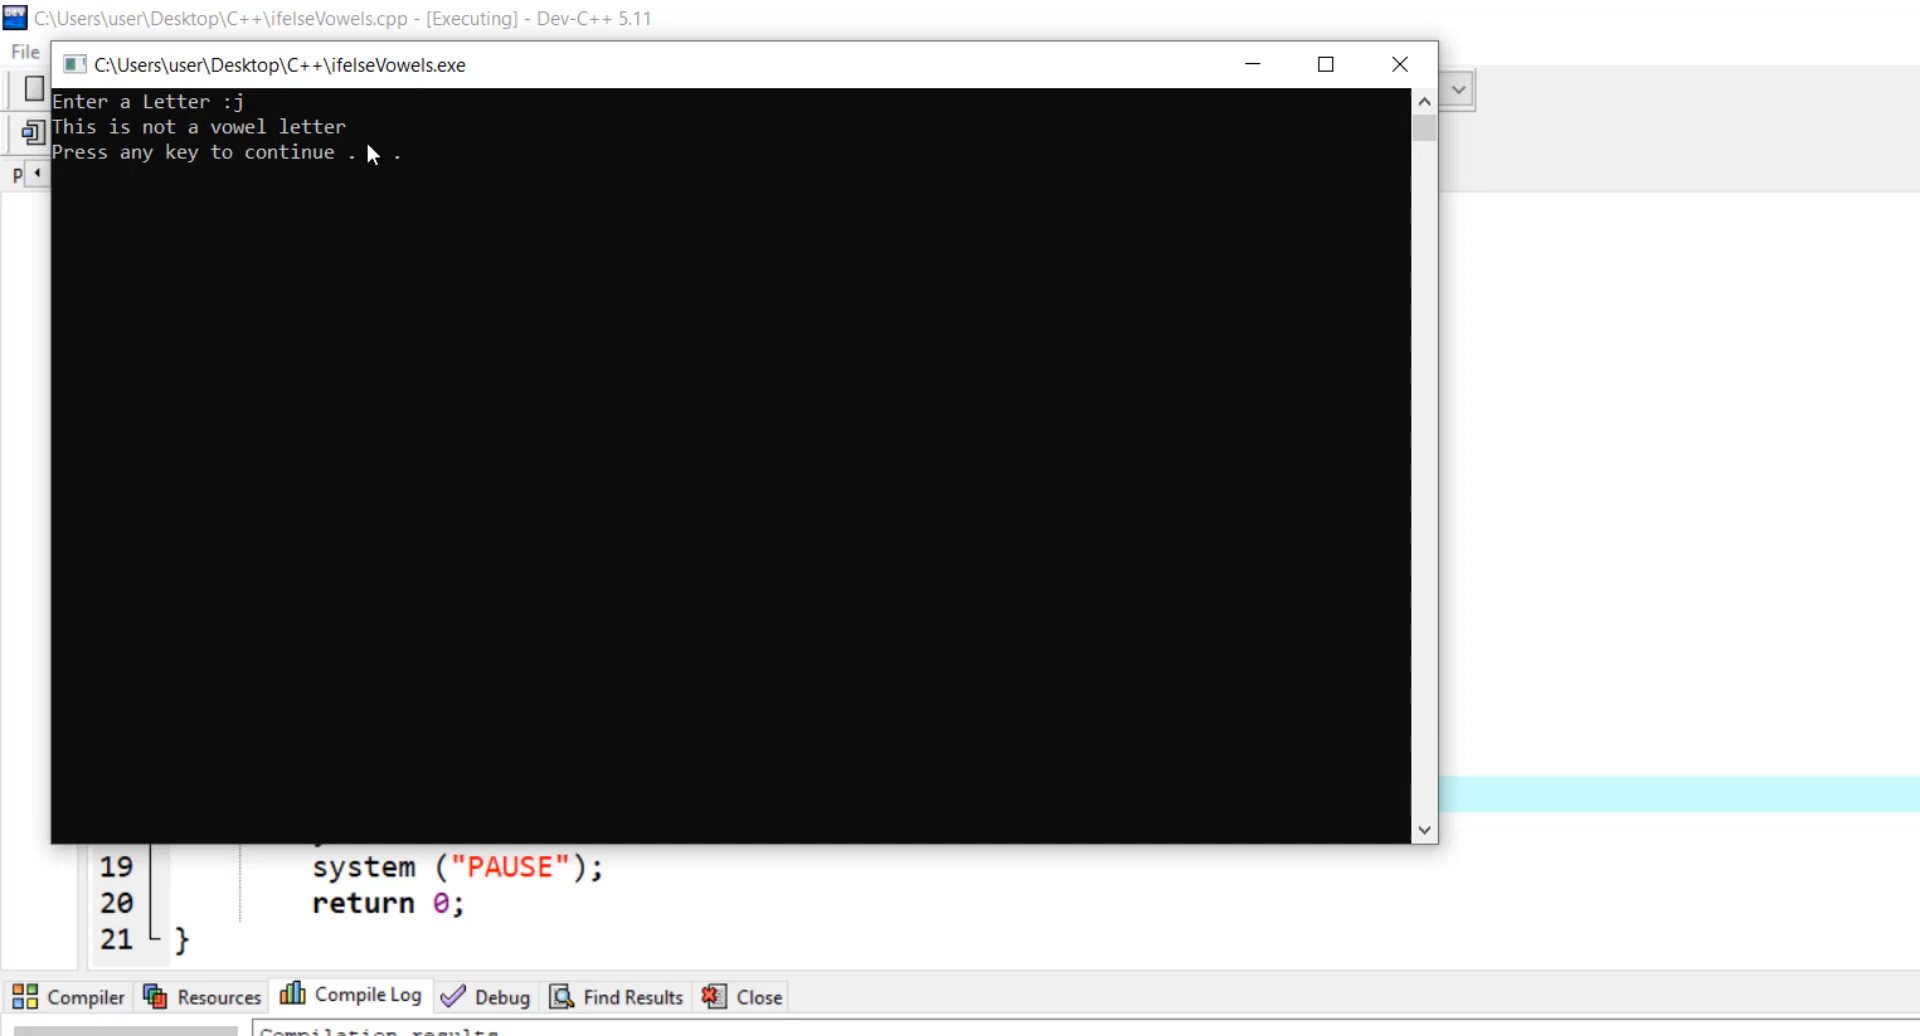 C:\Users\user\Desktop\C++\ifelseVowels.cpp - [Executing] - Dev-C++ 5.11
File
C:\Users\user\Desktop\C++\ifelseVowels.exe
Enter a Letter :j
This is not a vowel letter
Press any key to continue . .
19 system ("PAUSE");
20 return 0;
21 }
Compiler Resources Compile Log Debug Find Results Close
Compilation results